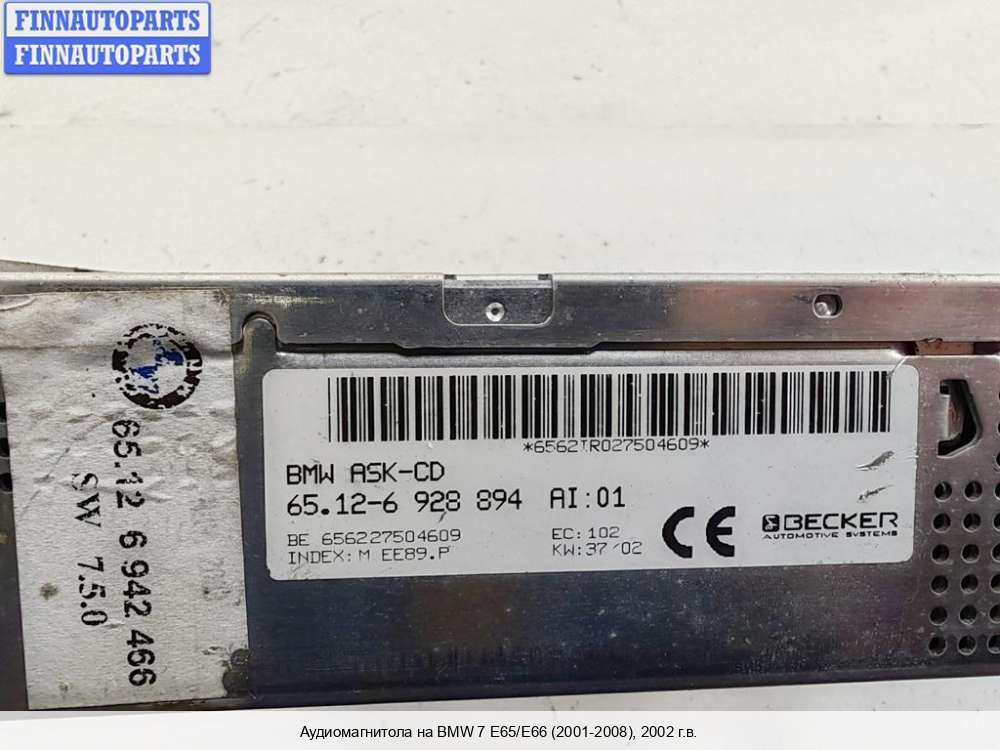 FINNAUTOPARTS
FINNAUTOPARTS
65.12 6 942 466
SW 7.5.0
*6562IR027504609*
BMW ASK-CD
65.12-6 928 894 AI:01
BE 656227504609
INDEX: M EE89.P
EC: 102
KW: 37/02
CE
BECKER
AUTOMOTIVE SYSTEMS
Аудиомагнитола на BMW 7 E65/E66 (2001-2008), 2002 г.в.